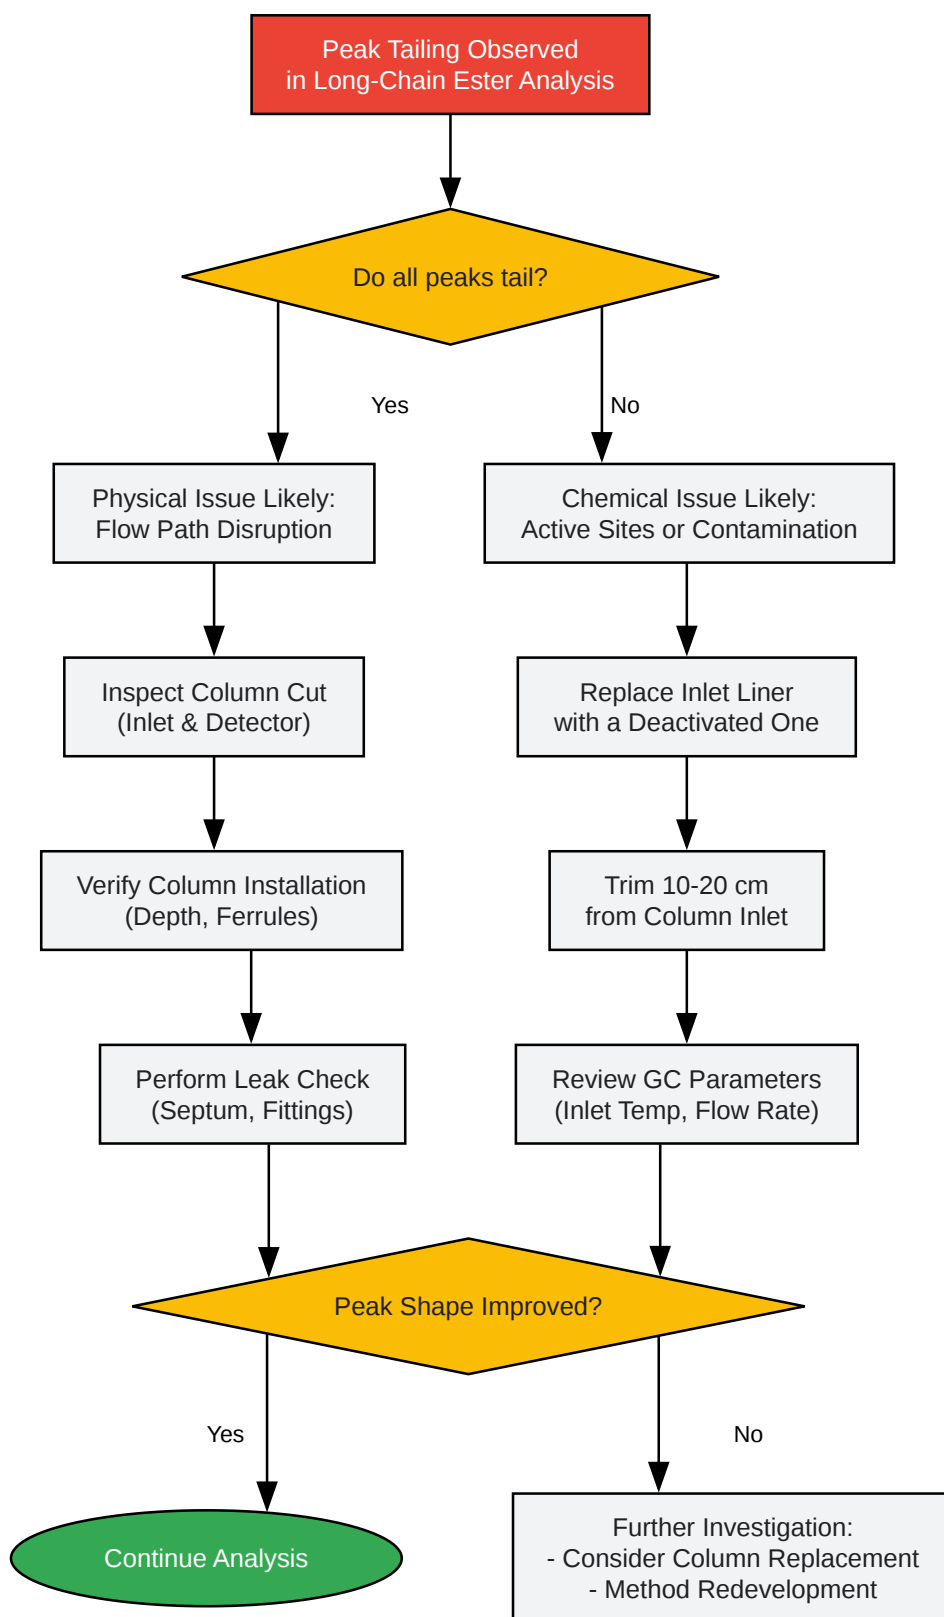 Peak Tailing Observed
in Long-Chain Ester Analysis
Do all peaks tail?
Yes
No
Physical Issue Likely:
Flow Path Disruption
Chemical Issue Likely:
Active Sites or Contamination
Inspect Column Cut
(Inlet & Detector)
Replace Inlet Liner
with a Deactivated One
Verify Column Installation
(Depth, Ferrules)
Trim 10-20 cm
from Column Inlet
Perform Leak Check
(Septum, Fittings)
Review GC Parameters
(Inlet Temp, Flow Rate)
Peak Shape Improved?
Yes
No
Continue Analysis
Further Investigation:
- Consider Column Replacement
- Method Redevelopment